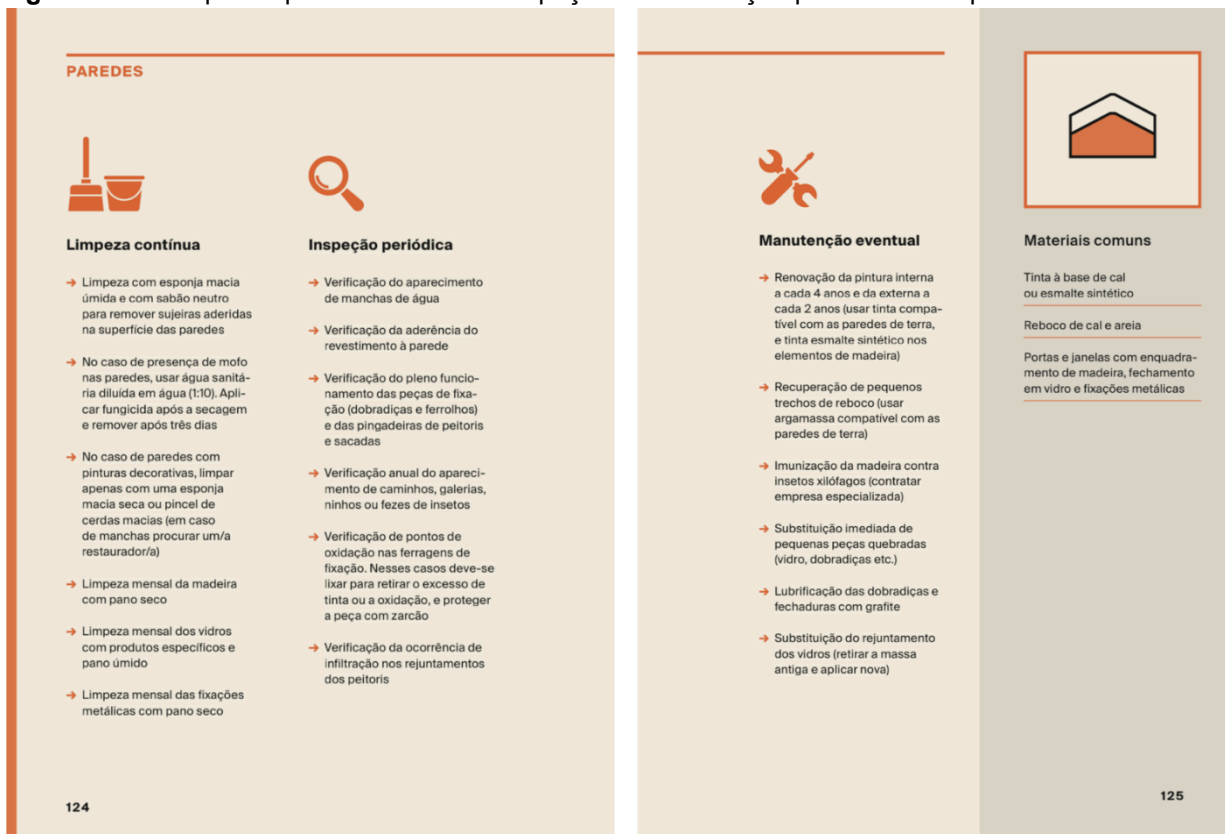 PAREDES
Limpeza contínua
→ Limpeza com esponja macia
úmida e com sabão neutro
para remover sujeiras aderidas
na superfície das paredes
→ No caso de presença de mofo
nas paredes, usar água sanitá-
ria diluída em água (1:10). Apli-
car fungicida após a secagem
e remover após três dias
→ No caso de paredes com
pinturas decorativas, limpar
apenas com uma esponja
macia seca ou pincel de
cerdas macias (em caso
de manchas procurar um/a
restaurador/a)
→ Limpeza mensal da madeira
com pano seco
→ Limpeza mensal dos vidros
com produtos específicos e
pano úmido
→ Limpeza mensal das fixações
metálicas com pano seco
Inspeção periódica
→ Verificação do aparecimento
de manchas de água
→ Verificação da aderência do
revestimento à parede
→ Verificação do pleno funcio-
namento das peças de fixa-
ção (dobradiças e ferrolhos)
e das pingadeiras de peitoris
e sacadas
→ Verificação anual do apareci-
mento de caminhos, galerias,
ninhos ou fezes de insetos
→ Verificação de pontos de
oxidação nas ferragens de
fixação. Nesses casos deve-se
lixar para retirar o excesso de
tinta ou a oxidação, e proteger
a peça com zarcão
→ Verificação da ocorrência de
infiltração nos rejuntamentos
dos peitoris
124
Manutenção eventual
→ Renovação da pintura interna
a cada 4 anos e da externa a
cada 2 anos (usar tinta compa-
tível com as paredes de terra,
e tinta esmalte sintético nos
elementos de madeira)
→ Recuperação de pequenos
trechos de reboco (usar
argamassa compatível com as
paredes de terra)
→ Imunização da madeira contra
insetos xilófagos (contratar
empresa especializada)
→ Substituição imediata de
pequenas peças quebradas
(vidro, dobradiças etc.)
→ Lubrificação das dobradiças e
fechaduras com grafite
→ Substituição do rejuntamento
dos vidros (retirar a massa
antiga e aplicar nova)
Materiais comuns
Tinta à base de cal
ou esmalte sintético
Reboco de cal e areia
Portas e janelas com enquadra-
mento de madeira, fechamento
em vidro e fixações metálicas
125